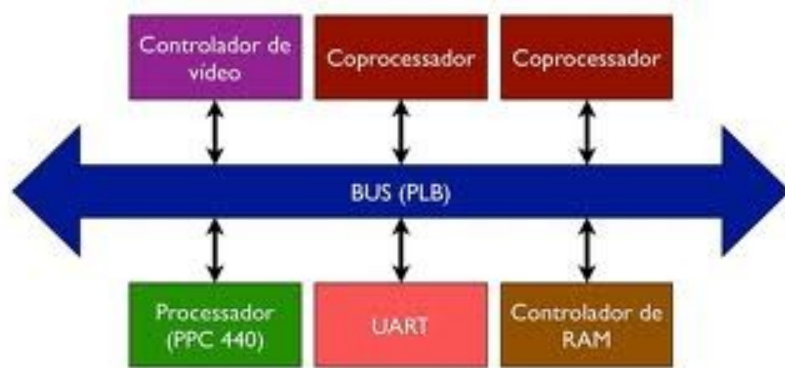 Controlador de
vídeo
Coprocessador
Coprocessador
BUS (PLB)
Processador
(PPC 440)
UART
Controlador de
RAM